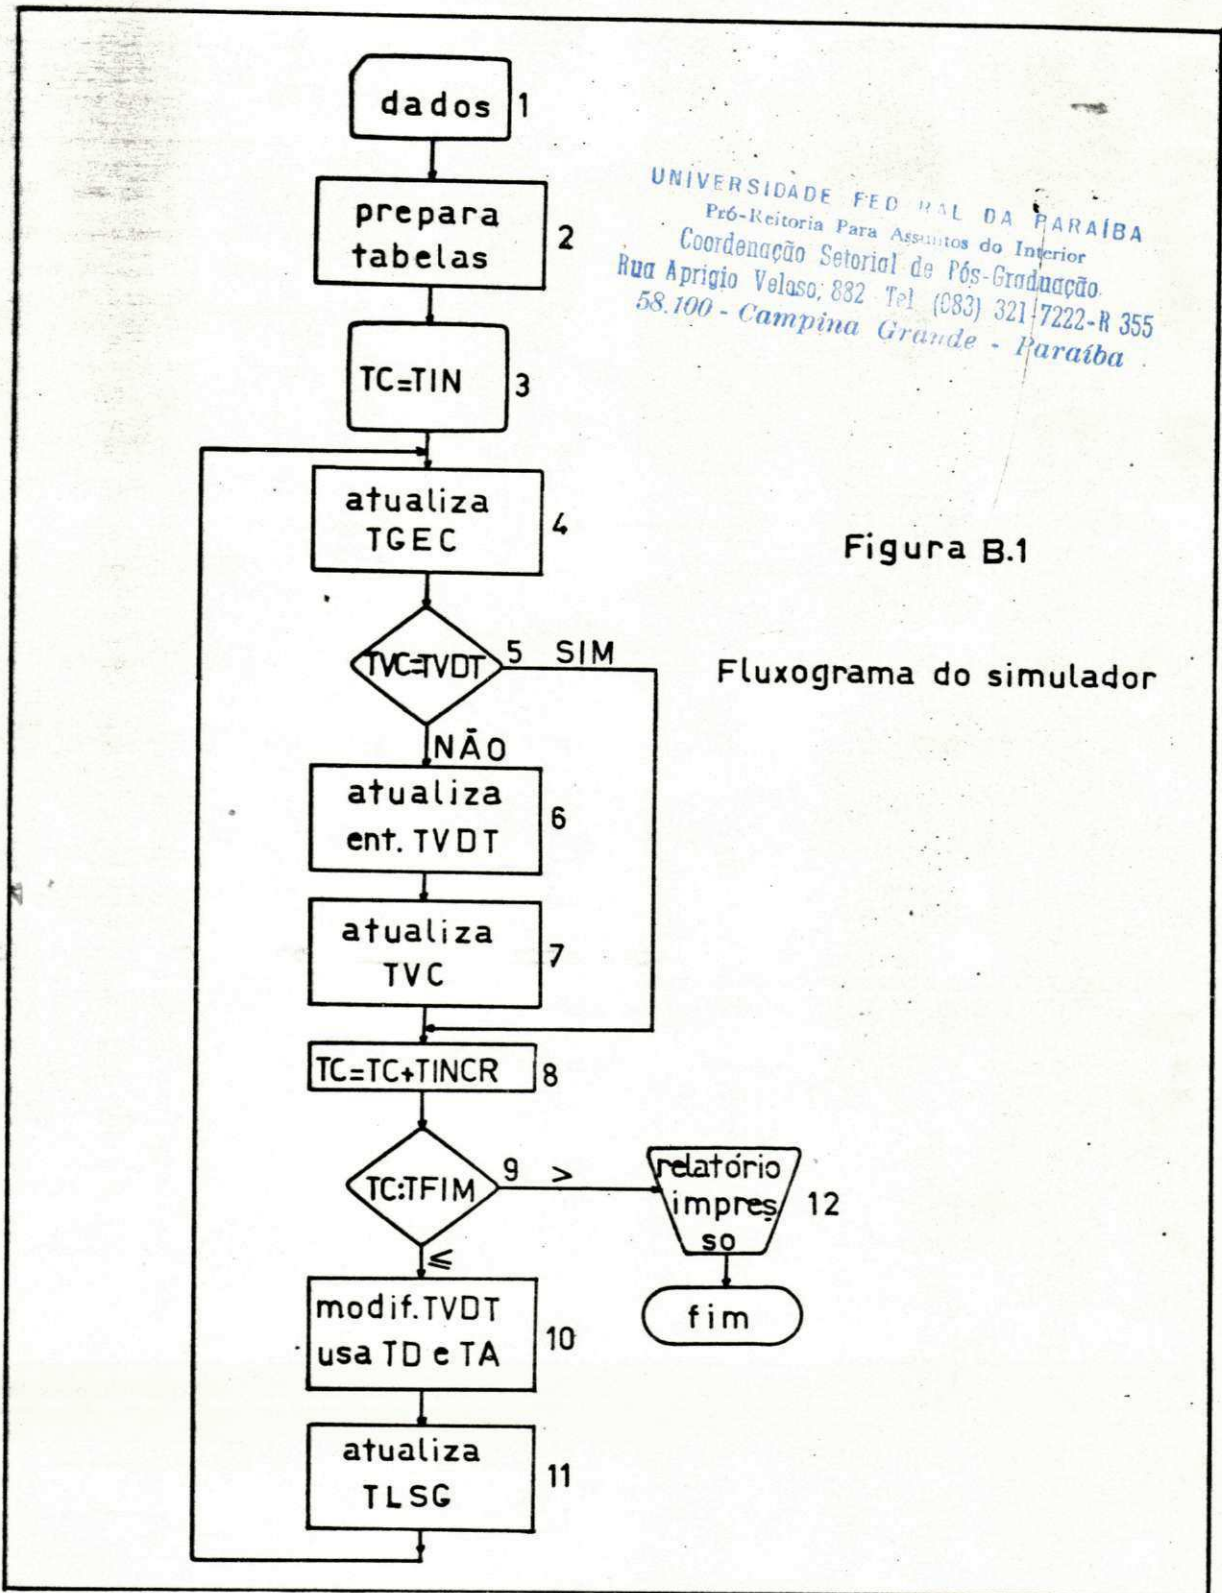 dados 1
prepara
tabelas
2
UNIVERSIDADE FED RAL DA PARAÍBA
Pró-Reitoria Para Assuntos do Interior
Coordenação Setorial de Pós-Graduação
Rua Aprigio Veloso, 882 Tel (083) 321-7222-R 355
58.100 - Campina Grande - Paraíba
TC=TIN 3
atualiza
TGEC
4
Figura B.1
Fluxograma do simulador
TVC=TVDT 5 SIM
NÃO
atualiza
ent. TVDT
6
atualiza
TVC
7
TC=TC+TINCR 8
TC:TFIM 9 >
≤
relatório
impres
so
12
fim
modif. TVDT
usa TD e TA
10
atualiza
TLSG
11